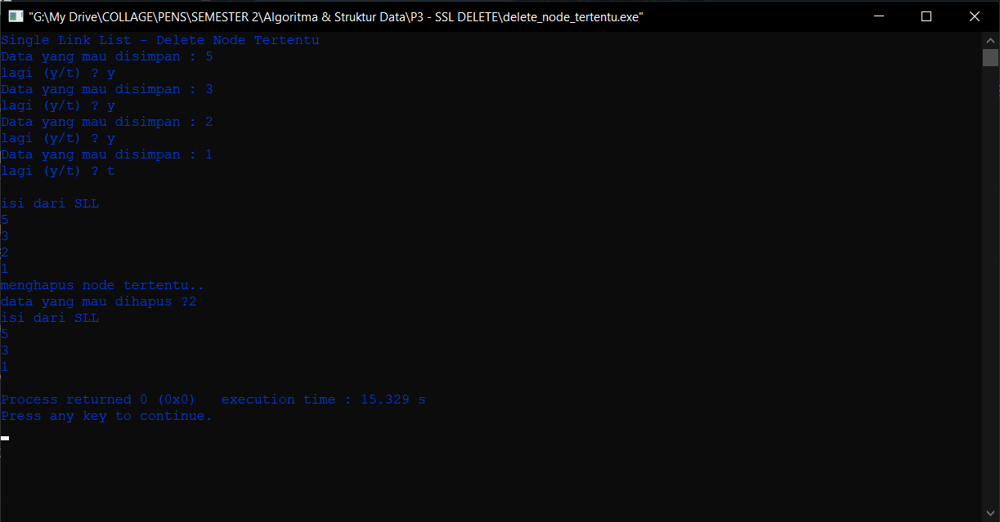 "G:\My Drive\COLLAGE\PENS\SEMESTER 2\Algoritma & Struktur Data\P3 - SSL DELETE\delete_node_tertentu.exe"
Single Link List - Delete Node Tertentu
Data yang mau disimpan : 5
lagi (y/t) ? y
Data yang mau disimpan : 3
lagi (y/t) ? y
Data yang mau disimpan : 2
lagi (y/t) ? y
Data yang mau disimpan : 1
lagi (y/t) ? t
isi dari SLL
5
3
2
1
menghapus node tertentu..
data yang mau dihapus ?2
isi dari SLL
5
3
1
Process returned 0 (0x0)   execution time : 15.329 s
Press any key to continue.